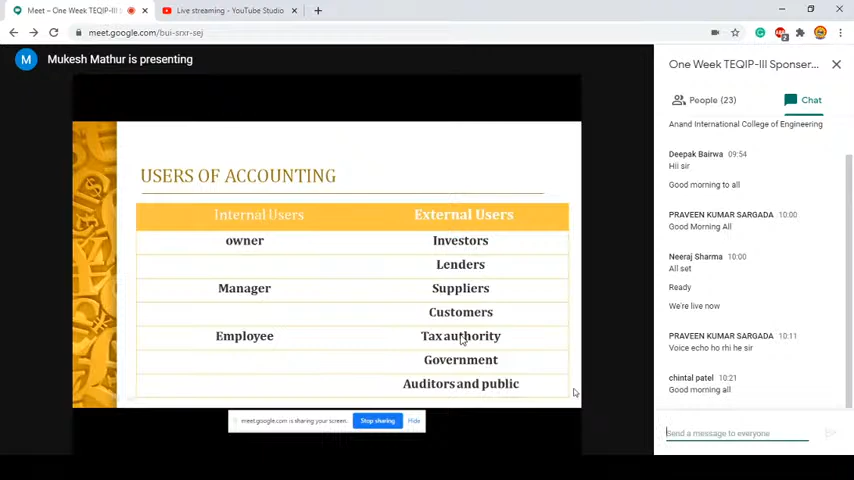 Meet – One Week TEQIP-III S
Live streaming - YouTube Studio
meet.google.com/bui-srxr-sej
M Mukesh Mathur is presenting
USERS OF ACCOUNTING
Internal Users External Users
owner Investors
Lenders
Manager Suppliers
Customers
Employee Tax authority
Government
Auditors and public
meet.google.com is sharing your screen.
Stop sharing
Hide
One Week TEQIP-III Sponser...
People (23)
Chat
Anand International College of Engineering
Deepak Bairwa 09:54
Hii sir
Good morning to all
PRAVEEN KUMAR SARGADA 10:00
Good Morning All
Neeraj Sharma 10:00
All set
Ready
We're live now
PRAVEEN KUMAR SARGADA 10:11
Voice echo ho rhi he sir
chintal patel 10:21
Good morning all
Send a message to everyone